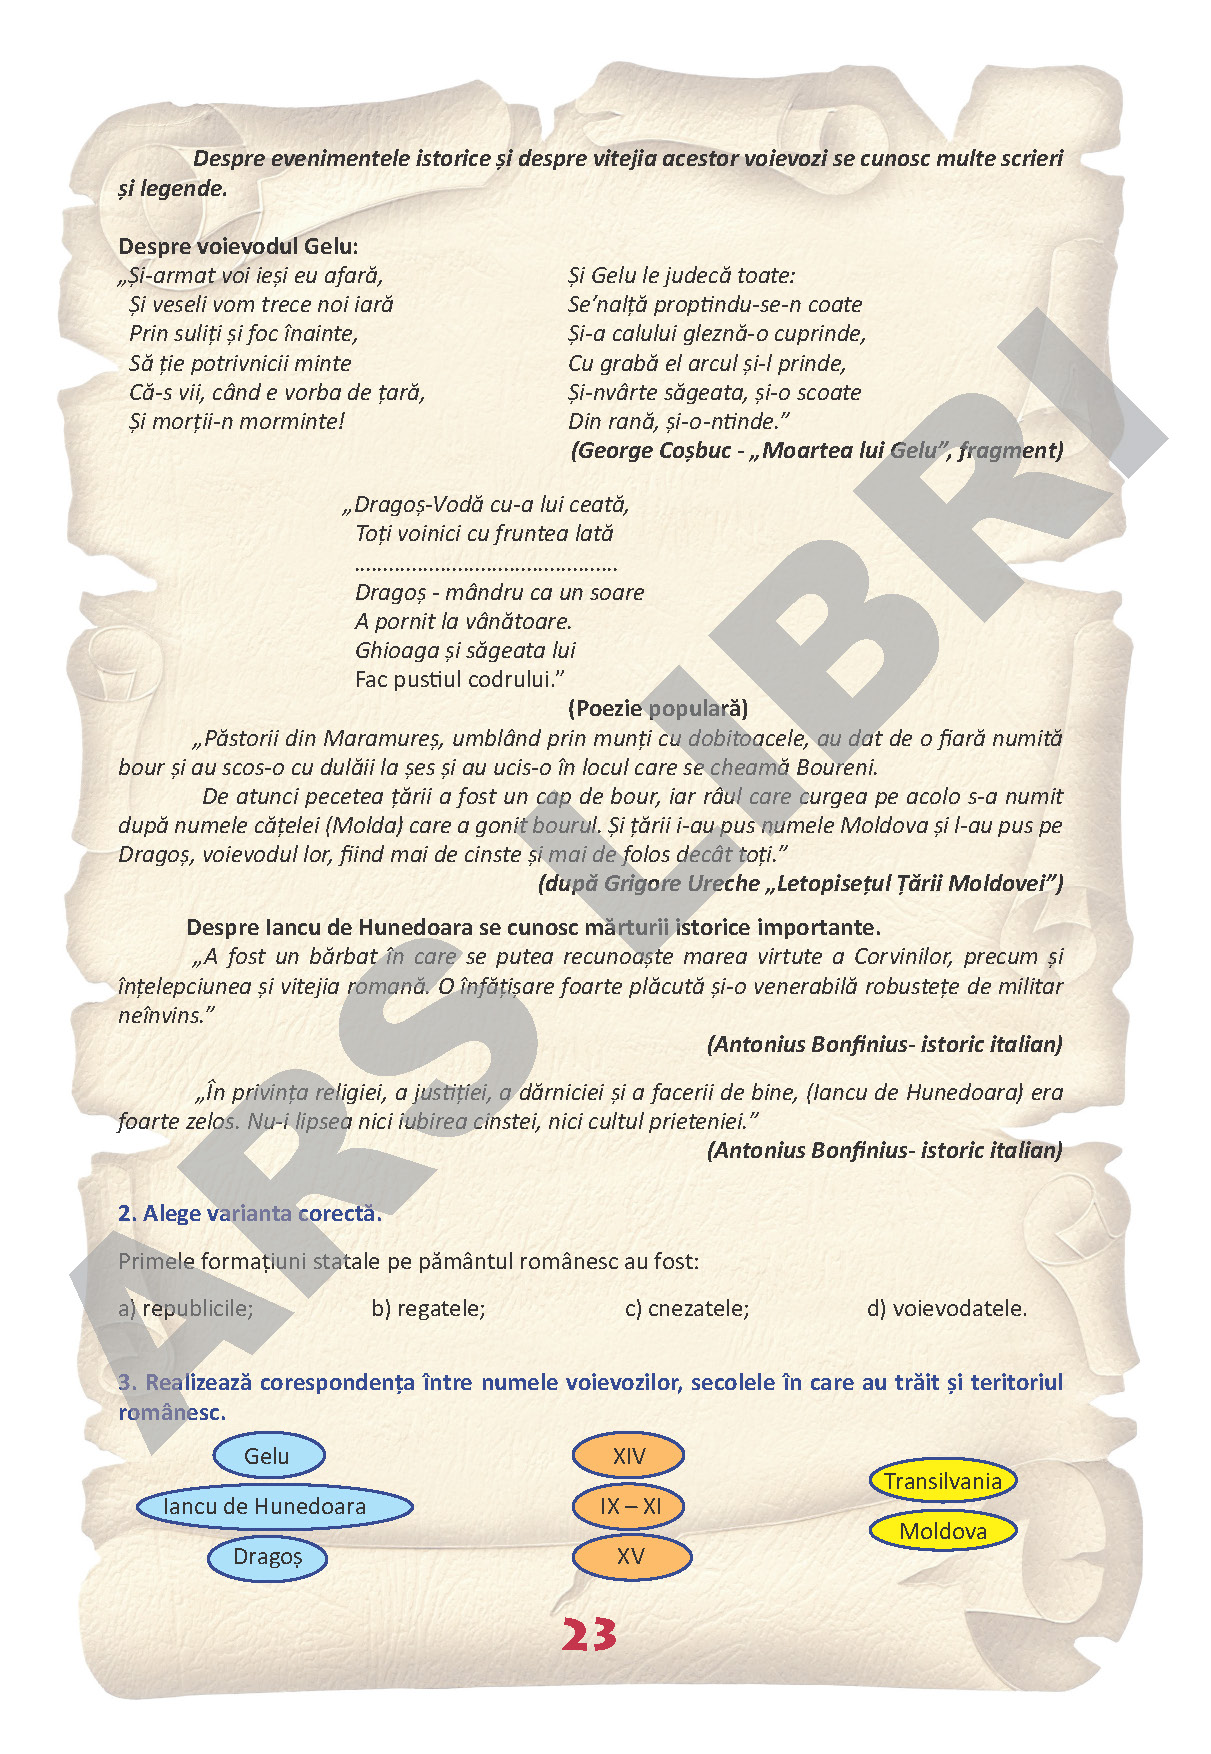 Despre evenimentele istorice și despre vitejia acestor voievozi se cunosc multe scrieri
și legende.
Despre voievodul Gelu:
„Și-armat voi ieși eu afară,
Și veseli vom trece noi iară
Prin suliți și foc înainte,
Să ție potrivnicii minte
Că-s vii, când e vorba de țară,
Și morții-n morminte!
Și Gelu le judecă toate:
Se’nalță proptindu-se-n coate
Și-a calului gleznă-o cuprinde,
Cu grabă el arcul și-l prinde,
Și-nvârte săgeata, și-o scoate
Din rană, și-o-ntinde.”
(George Coșbuc - „Moartea lui Gelu”, fragment)
„Dragoș-Vodă cu-a lui ceată,
Toți voinici cu fruntea lată
..............................................
Dragoș - mândru ca un soare
A pornit la vânătoare.
Ghioaga și săgeata lui
Fac pustiul codrului.”
(Poezie populară)
„Păstorii din Maramureș, umblând prin munți cu dobitoacele, au dat de o fiară numită
bour și au scos-o cu dulăii la șes și au ucis-o în locul care se cheamă Boureni.
De atunci pecetea țării a fost un cap de bour, iar râul care curgea pe acolo s-a numit
după numele cățelei (Molda) care a gonit bourul. Și țării i-au pus numele Moldova și l-au pus pe
Dragoș, voievodul lor, fiind mai de cinste și mai de folos decât toți.”
(după Grigore Ureche „Letopisețul Țării Moldovei”)
Despre Iancu de Hunedoara se cunosc mărturii istorice importante.
„A fost un bărbat în care se putea recunoaște marea virtute a Corvinilor, precum și
înțelepciunea și vitejia romană. O înfățișare foarte plăcută și-o venerabilă robustețe de militar
neînvins.”
(Antonius Bonfinius- istoric italian)
„În privința religiei, a justiției, a dărniciei și a facerii de bine, (Iancu de Hunedoara) era
foarte zelos. Nu-i lipsea nici iubirea cinstei, nici cultul prieteniei.”
(Antonius Bonfinius- istoric italian)
2. Alege varianta corectă.
Primele formațiuni statale pe pământul românesc au fost:
a) republicile; b) regatele; c) cnezatele; d) voievodatele.
3. Realizează corespondența între numele voievozilor, secolele în care au trăit și teritoriul
românesc.
Gelu
Iancu de Hunedoara
Dragoș
XIV
IX – XI
XV
Transilvania
Moldova
23
ARS LIBRI